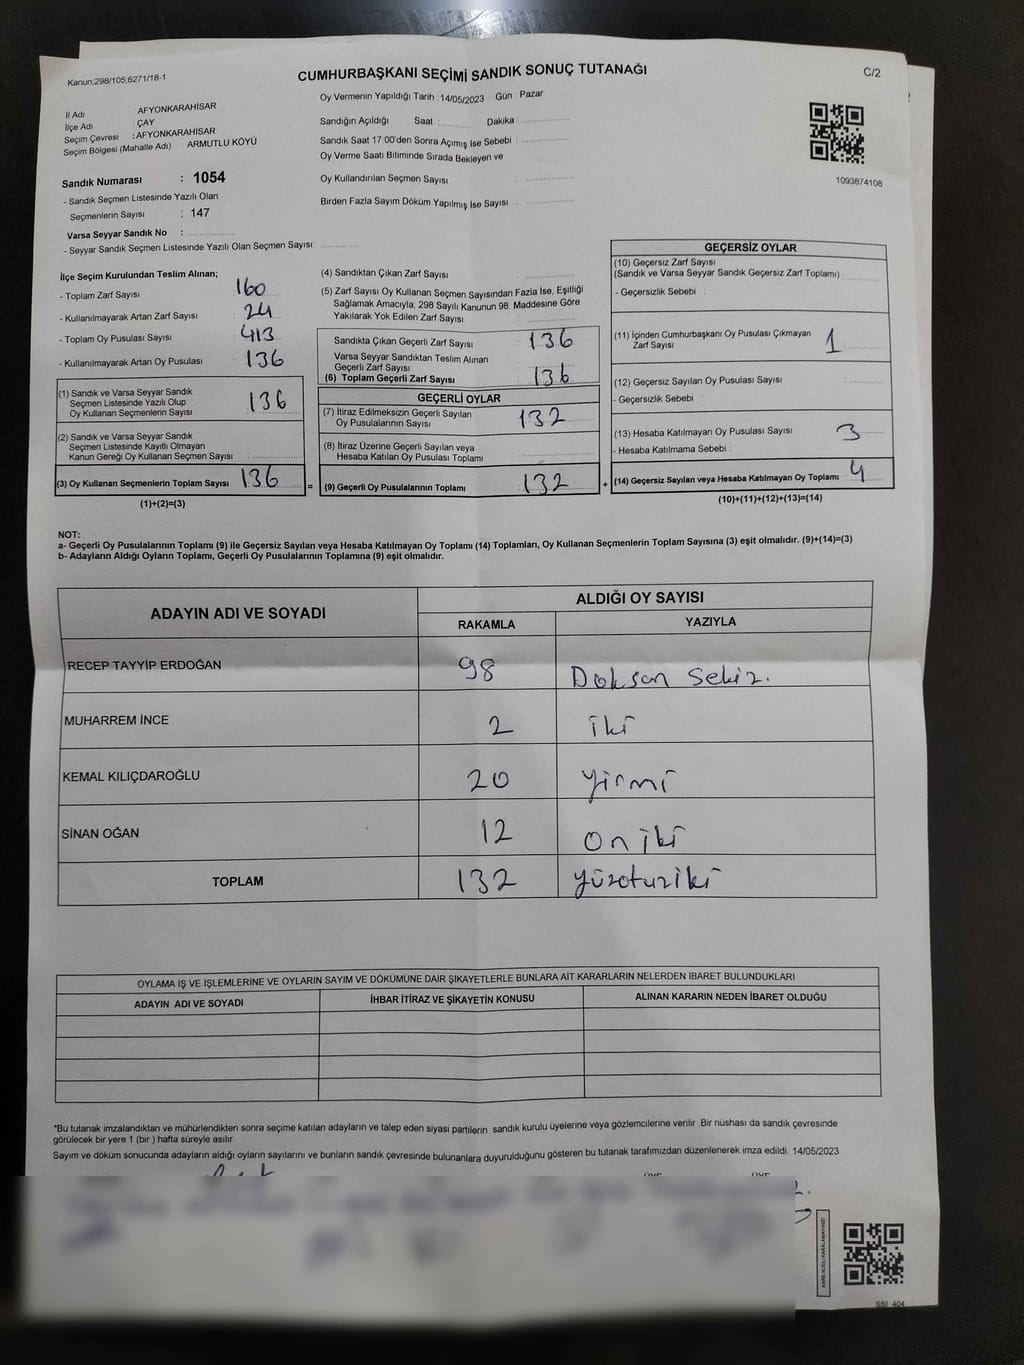 Kanun;298/105,6271/18-1
CUMHURBAŞKANI SEÇİMİ SANDIK SONUÇ TUTANAĞI
C/2
İl Adı : AFYONKARAHİSAR
İlçe Adı : ÇAY
Seçim Çevresi : AFYONKARAHİSAR
Seçim Bölgesi (Mahalle Adı) : ARMUTLU KÖYÜ
Oy Vermenin Yapıldığı Tarih : 14/05/2023 Gün : Pazar
Sandığın Açıldığı Saat : Dakika :
Sandık Saat 17 00'den Sonra Açımış İse Sebebi :
Oy Verme Saati Bitiminde Sırada Bekleyen ve
Oy Kullandırılan Seçmen Sayısı :
Birden Fazla Sayım Döküm Yapılmış İse Sayısı :
1093874108
Sandık Numarası : 1054
- Sandık Seçmen Listesinde Yazılı Olan
Seçmenlerin Sayısı : 147
Varsa Seyyar Sandık No :
- Seyyar Sandık Seçmen Listesinde Yazılı Olan Seçmen Sayısı:
İlçe Seçim Kurulundan Teslim Alınan;
- Toplam Zarf Sayısı : 160
- Kullanılmayarak Artan Zarf Sayısı : 24
- Toplam Oy Pusulası Sayısı : 413
- Kullanılmayarak Artan Oy Pusulası : 136
(1) Sandık ve Varsa Seyyar Sandık
Seçmen Listesinde Yazılı Olup
Oy Kullanan Seçmenlerin Sayısı : 136
(2) Sandık ve Varsa Seyyar Sandık
Seçmen Listesinde Kayıtlı Olmayan
Kanun Gereği Oy Kullanan Seçmen Sayısı :
(3) Oy Kullanan Seçmenlerin Toplam Sayısı : 136
(1)+(2)=(3)
(4) Sandıktan Çıkan Zarf Sayısı :
(5) Zarf Sayısı Oy Kullanan Seçmen Sayısından Fazla İse, Eşitliği
Sağlamak Amacıyla, 298 Sayılı Kanunun 98. Maddesine Göre
Yakılarak Yok Edilen Zarf Sayısı :
Sandıkta Çıkan Geçerli Zarf Sayısı : 136
Varsa Seyyar Sandıktan Teslim Alınan
Geçerli Zarf Sayısı :
(6) Toplam Geçerli Zarf Sayısı : 136
GEÇERLİ OYLAR
(7) İtiraz Edilmeksizin Geçerli Sayılan
Oy Pusulalarının Sayısı : 132
(8) İtiraz Üzerine Geçerli Sayılan veya
Hesaba Katılan Oy Pusulası Toplamı :
= (9) Geçerli Oy Pusulalarının Toplamı : 132
GEÇERSİZ OYLAR
(10) Geçersiz Zarf Sayısı
(Sandık ve Varsa Seyyar Sandık Geçersiz Zarf Toplamı) :
- Geçersizlik Sebebi :
(11) İçinden Cumhurbaşkanı Oy Pusulası Çıkmayan
Zarf Sayısı : 1
(12) Geçersiz Sayılan Oy Pusulası Sayısı :
- Geçersizlik Sebebi :
(13) Hesaba Katılmayan Oy Pusulası Sayısı : 3
- Hesaba Katılmama Sebebi :
+ (14) Geçersiz Sayılan veya Hesaba Katılmayan Oy Toplamı : 4
(10)+(11)+(12)+(13)=(14)
NOT:
a- Geçerli Oy Pusulalarının Toplamı (9) ile Geçersiz Sayılan veya Hesaba Katılmayan Oy Toplamı (14) Toplamları, Oy Kullanan Seçmenlerin Toplam Sayısına (3) eşit olmalıdır. (9)+(14)=(3)
b- Adayların Aldığı Oyların Toplamı, Geçerli Oy Pusulalarının Toplamına (9) eşit olmalıdır.
ADAYIN ADI VE SOYADI
ALDIĞI OY SAYISI
RAKAMLA YAZIYLA
RECEP TAYYİP ERDOĞAN 98 Doksan sekiz.
MUHARREM İNCE 2 iki
KEMAL KILIÇDAROĞLU 20 yirmi
SİNAN OĞAN 12 on iki
TOPLAM 132 yüzotuziki
OYLAMA İŞ VE İŞLEMLERİNE VE OYLARIN SAYIM VE DÖKÜMÜNE DAİR ŞİKAYETLERLE BUNLARA AİT KARARLARIN NELERDEN İBARET BULUNDUKLARI
ADAYIN ADI VE SOYADI İHBAR İTİRAZ VE ŞİKAYETİN KONUSU ALINAN KARARIN NEDEN İBARET OLDUĞU
*Bu tutanak imzalandıktan ve mühürlendikten sonra seçime katılan adayların ve talep eden siyasi partilerin sandık kurulu üyelerine veya gözlemcilerine verilir. Bir nüshası da sandık çevresinde
görülecek bir yere 1 (bir ) hafta süreyle asılır.
Sayım ve döküm sonucunda adayların aldığı oyların sayılarını ve bunların sandık çevresinde bulunanlara duyurulduğunu gösteren bu tutanak tarafımızdan düzenlenerek imza edildi. 14/05/2023
KARE KODU KARALAMAYINIZ!
SSI_404